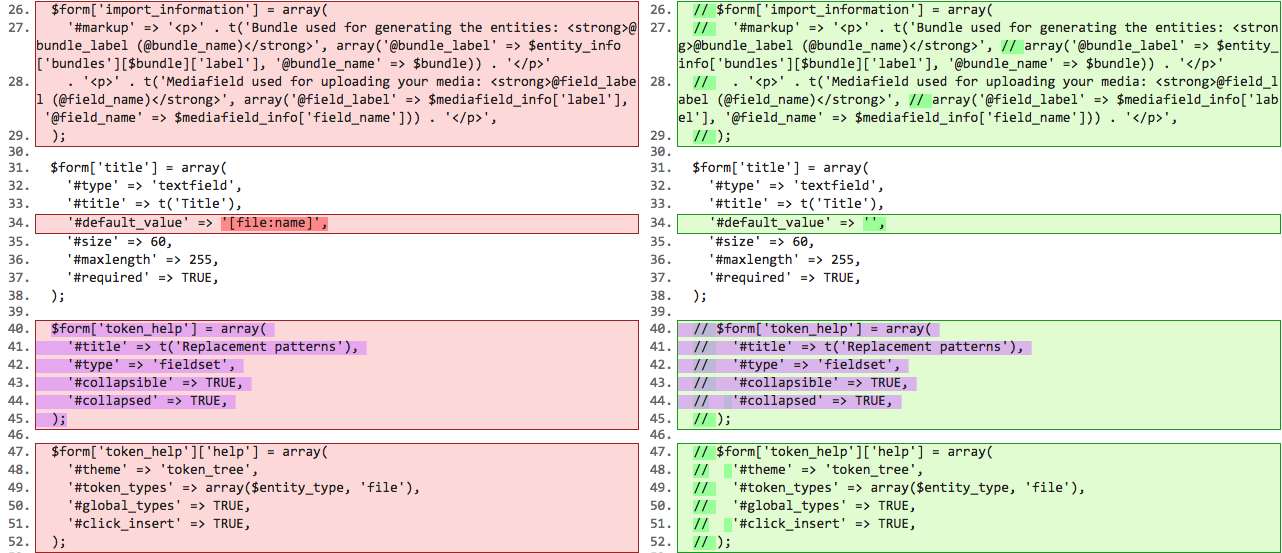 26. $form['import_information'] = array(
27. '#markup' => '<p>' . t('Bundle used for generating the entities: <strong>@
bundle_label (@bundle_name)</strong>', array('@bundle_label' => $entity_info
['bundles'][$bundle]['label'], '@bundle_name' => $bundle)) . '</p>'
28. . '<p>' . t('Mediafield used for uploading your media: <strong>@field_labe
l (@field_name)</strong>', array('@field_label' => $mediafield_info['label'],
'@field_name' => $mediafield_info['field_name'])) . '</p>',
29. );
30.
31. $form['title'] = array(
32. '#type' => 'textfield',
33. '#title' => t('Title'),
34. '#default_value' => '[file:name]',
35. '#size' => 60,
36. '#maxlength' => 255,
37. '#required' => TRUE,
38. );
39.
40. $form['token_help'] = array(
41. '#title' => t('Replacement patterns'),
42. '#type' => 'fieldset',
43. '#collapsible' => TRUE,
44. '#collapsed' => TRUE,
45. );
46.
47. $form['token_help']['help'] = array(
48. '#theme' => 'token_tree',
49. '#token_types' => array($entity_type, 'file'),
50. '#global_types' => TRUE,
51. '#click_insert' => TRUE,
52. );
26. // $form['import_information'] = array(
27. // '#markup' => '<p>' . t('Bundle used for generating the entities: <stron
g>@bundle_label (@bundle_name)</strong>', // array('@bundle_label' => $entity_
info['bundles'][$bundle]['label'], '@bundle_name' => $bundle)) . '</p>'
28. // . '<p>' . t('Mediafield used for uploading your media: <strong>@field_l
abel (@field_name)</strong>', // array('@field_label' => $mediafield_info['lab
el'], '@field_name' => $mediafield_info['field_name'])) . '</p>',
29. // );
30.
31. $form['title'] = array(
32. '#type' => 'textfield',
33. '#title' => t('Title'),
34. '#default_value' => '',
35. '#size' => 60,
36. '#maxlength' => 255,
37. '#required' => TRUE,
38. );
39.
40. // $form['token_help'] = array(
41. // '#title' => t('Replacement patterns'),
42. // '#type' => 'fieldset',
43. // '#collapsible' => TRUE,
44. // '#collapsed' => TRUE,
45. // );
46.
47. // $form['token_help']['help'] = array(
48. // '#theme' => 'token_tree',
49. // '#token_types' => array($entity_type, 'file'),
50. // '#global_types' => TRUE,
51. // '#click_insert' => TRUE,
52. // );